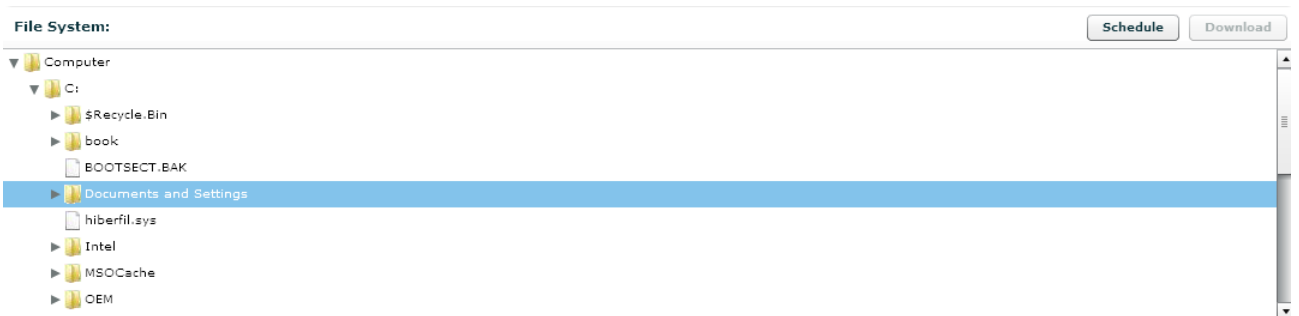 File System:
Schedule
Download
Computer
C:
$Recycle.Bin
book
BOOTSECT.BAK
Documents and Settings
hiberfil.sys
Intel
MSOCache
OEM